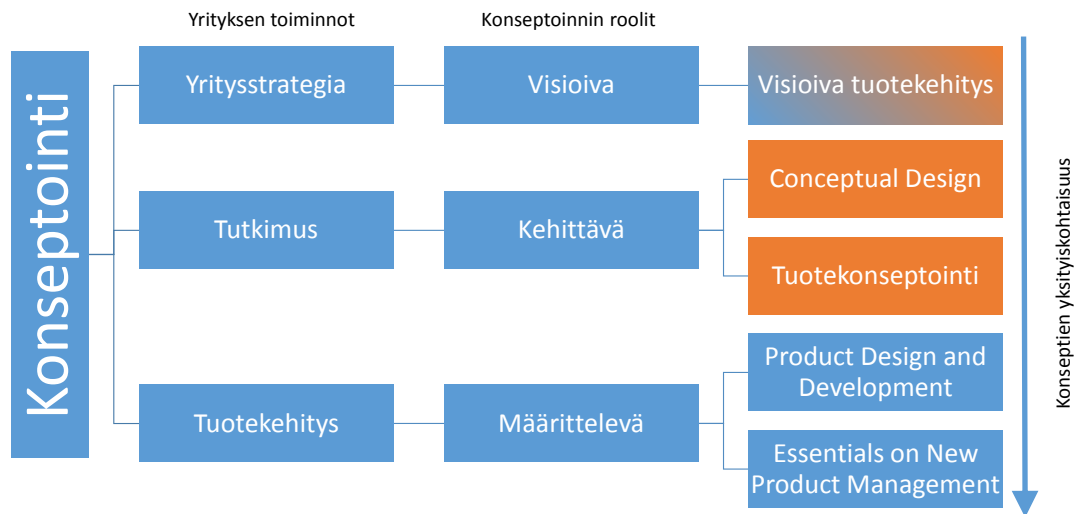 Yrityksen toiminnot
Konseptoinnin roolit
Konseptointi
Yritysstrategia
Visioiva
Visioiva tuotekehitys
Tutkimus
Kehittävä
Conceptual Design
Tuotekonseptointi
Tuotekehitys
Määrittelevä
Product Design and
Development
Essentials on New
Product Management
Konseptien yksityiskohtaisuus